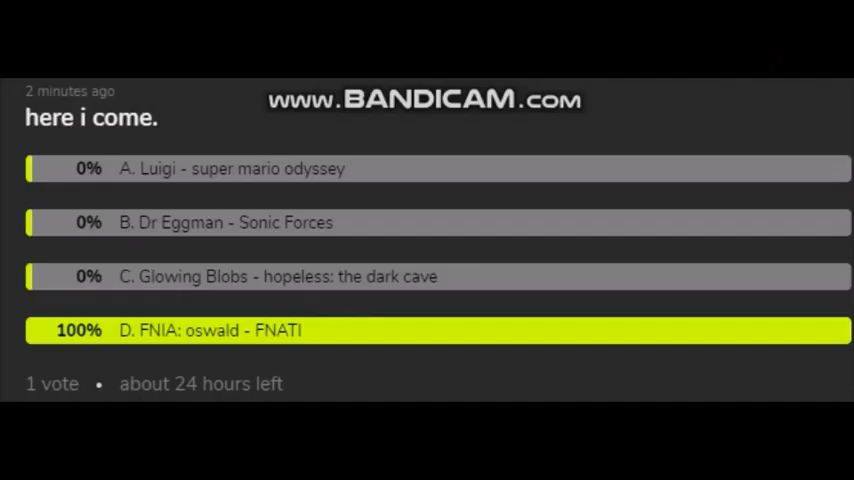 2 minutes ago
www.BANDICAM.COM
here i come.
0% A. Luigi - super mario odyssey
0% B. Dr Eggman - Sonic Forces
0% C. Glowing Blobs - hopeless: the dark cave
100% D. FNIA: oswald - FNATI
1 vote • about 24 hours left